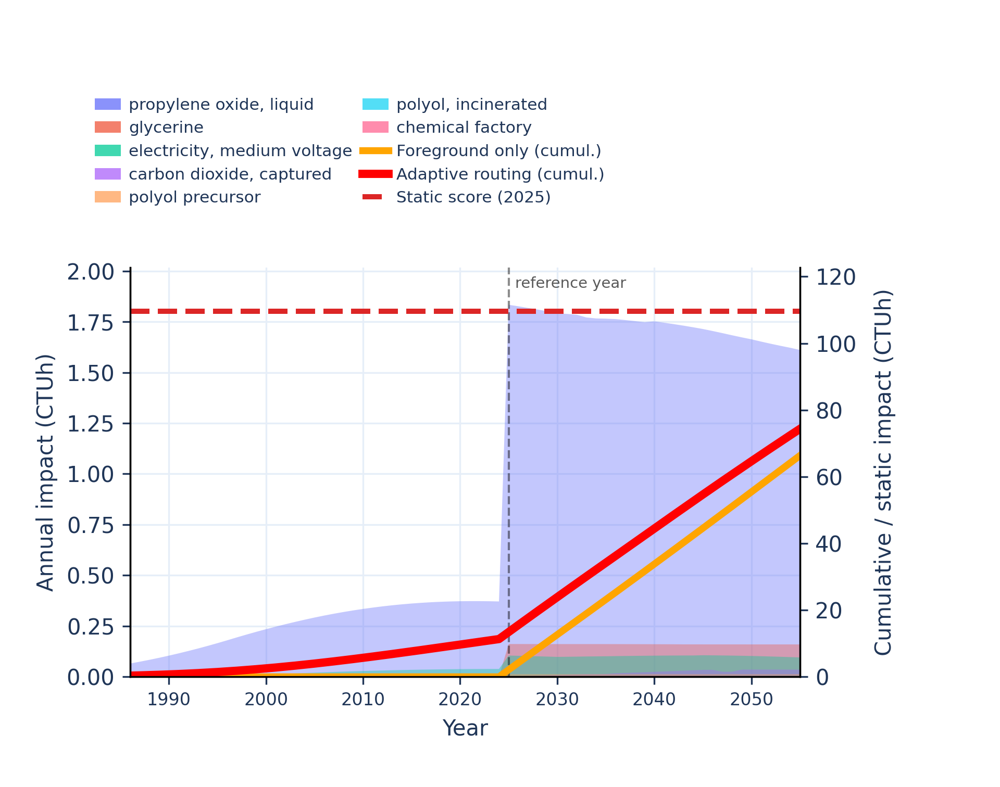 propylene oxide, liquid
glycerine
electricity, medium voltage
carbon dioxide, captured
polyol precursor
polyol, incinerated
chemical factory
Foreground only (cumul.)
Adaptive routing (cumul.)
Static score (2025)
reference year
Annual impact (CTUh)
2.00
1.75
1.50
1.25
1.00
0.75
0.50
0.25
0.00
120
100
80
60
40
20
0
Cumulative / static impact (CTUh)
1990
2000
2010
2020
2030
2040
2050
Year